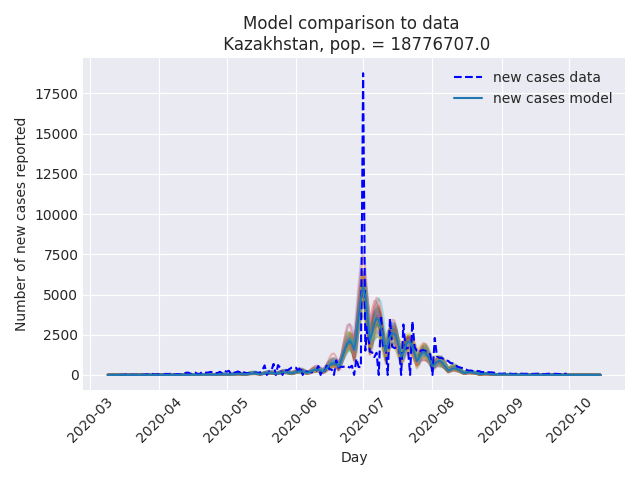 Model comparison to data
Kazakhstan, pop. = 18776707.0
new cases data
new cases model
Number of new cases reported
17500
15000
12500
10000
7500
5000
2500
0
2020-03
2020-04
2020-05
2020-06
2020-07
2020-08
2020-09
2020-10
Day